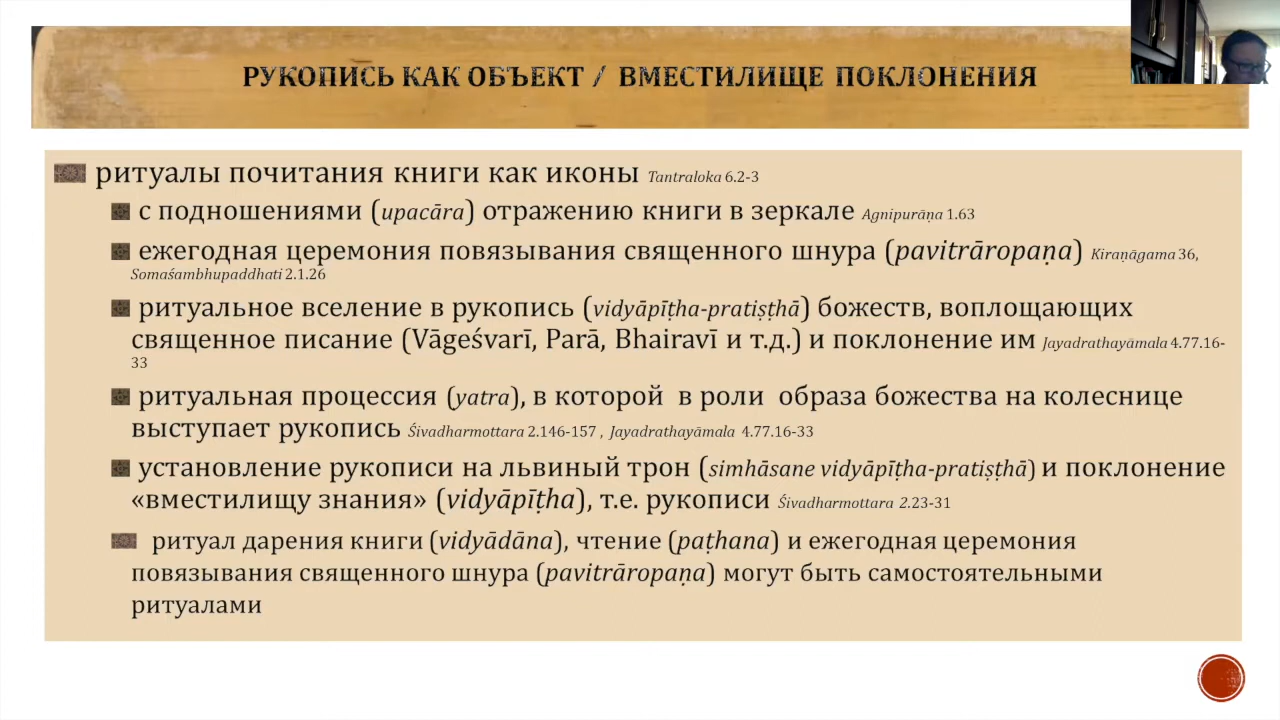 РУКОПИСЬ КАК ОБЪЕКТ / ВМЕСТИЛИЩЕ ПОКЛОНЕНИЯ
ритуалы почитания книги как иконы Tantraloka 6.2-3
с подношениями (upacāra) отражению книги в зеркале Agnipurāṇa 1.63
ежегодная церемония повязывания священного шнура (pavitrāropaṇa) Kiraṇāgama 36,
Somaśambhupaddhati 2.1.26
ритуальное вселение в рукопись (vidyāpīṭha-pratiṣṭhā) божеств, воплощающих
священное писание (Vāgeśvarī, Parā, Bhairavī и т.д.) и поклонение им Jayadrathayāmala 4.77.16-
33
ритуальная процессия (yatra), в которой в роли образа божества на колеснице
выступает рукопись Śivadharmottara 2.146-157 , Jayadrathayāmala 4.77.16-33
установление рукописи на львиный трон (simhāsane vidyāpīṭha-pratiṣṭhā) и поклонение
«вместилищу знания» (vidyāpīṭha), т.е. рукописи Śivadharmottara 2.23-31
ритуал дарения книги (vidyādāna), чтение (paṭhana) и ежегодная церемония
повязывания священного шнура (pavitrāropaṇa) могут быть самостоятельными
ритуалами